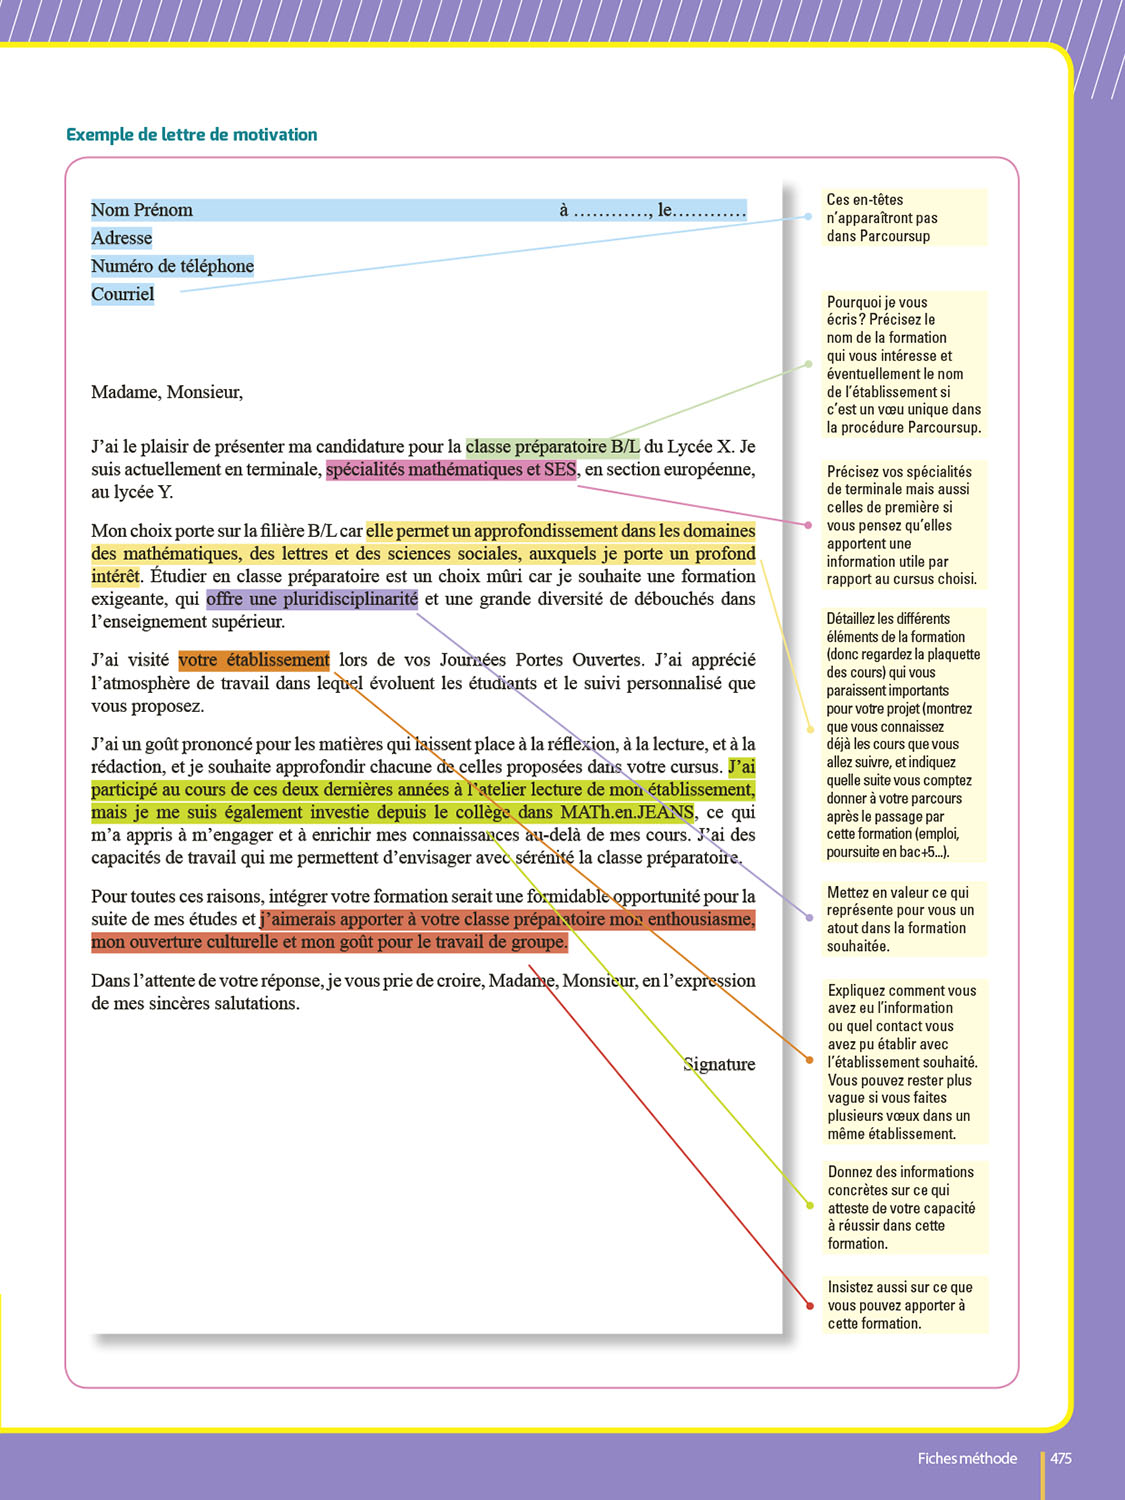 Exemple de lettre de motivation
Nom Prénom à …………, le…………
Adresse
Numéro de téléphone
Courriel
Madame, Monsieur,
J’ai le plaisir de présenter ma candidature pour la classe préparatoire B/L du Lycée X. Je
suis actuellement en terminale, spécialités mathématiques et SES, en section européenne,
au lycée Y.
Mon choix porte sur la filière B/L car elle permet un approfondissement dans les domaines
des mathématiques, des lettres et des sciences sociales, auxquels je porte un profond
intérêt. Étudier en classe préparatoire est un choix mûri car je souhaite une formation
exigeante, qui offre une pluridisciplinarité et une grande diversité de débouchés dans
l’enseignement supérieur.
J’ai visité votre établissement lors de vos Journées Portes Ouvertes. J’ai apprécié
l’atmosphère de travail dans lequel évoluent les étudiants et le suivi personnalisé que
vous proposez.
J’ai un goût prononcé pour les matières qui laissent place à la réflexion, à la lecture, et à la
rédaction, et je souhaite approfondir chacune de celles proposées dans votre cursus. J’ai
participé au cours de ces deux dernières années à l’atelier lecture de mon établissement,
mais je me suis également investie depuis le collège dans MATh.en.JEANS, ce qui
m’a appris à m’engager et à enrichir mes connaissances au-delà de mes cours. J’ai des
capacités de travail qui me permettent d’envisager avec sérénité la classe préparatoire.
Pour toutes ces raisons, intégrer votre formation serait une formidable opportunité pour la
suite de mes études et j’aimerais apporter à votre classe préparatoire mon enthousiasme,
mon ouverture culturelle et mon goût pour le travail de groupe.
Dans l’attente de votre réponse, je vous prie de croire, Madame, Monsieur, en l’expression
de mes sincères salutations.
Signature
Ces en-têtes
n’apparaîtront pas
dans Parcoursup
Pourquoi je vous
écris ? Précisez le
nom de la formation
qui vous intéresse et
éventuellement le nom
de l’établissement si
c’est un vœu unique dans
la procédure Parcoursup.
Précisez vos spécialités
de terminale mais aussi
celles de première si
vous pensez qu’elles
apportent une
information utile par
rapport au cursus choisi.
Détaillez les différents
éléments de la formation
(donc regardez la plaquette
des cours) qui vous
paraissent importants
pour votre projet (montrez
que vous connaissez
déjà les cours que vous
allez suivre, et indiquez
quelle suite vous comptez
donner à votre parcours
après le passage par
cette formation (emploi,
poursuite en bac+5…).
Mettez en valeur ce qui
représente pour vous un
atout dans la formation
souhaitée.
Expliquez comment vous
avez eu l’information
ou quel contact vous
avez pu établir avec
l’établissement souhaité.
Vous pouvez rester plus
vague si vous faites
plusieurs vœux dans un
même établissement.
Donnez des informations
concrètes sur ce qui
atteste de votre capacité
à réussir dans cette
formation.
Insistez aussi sur ce que
vous pouvez apporter à
cette formation.
Fiches méthode 475